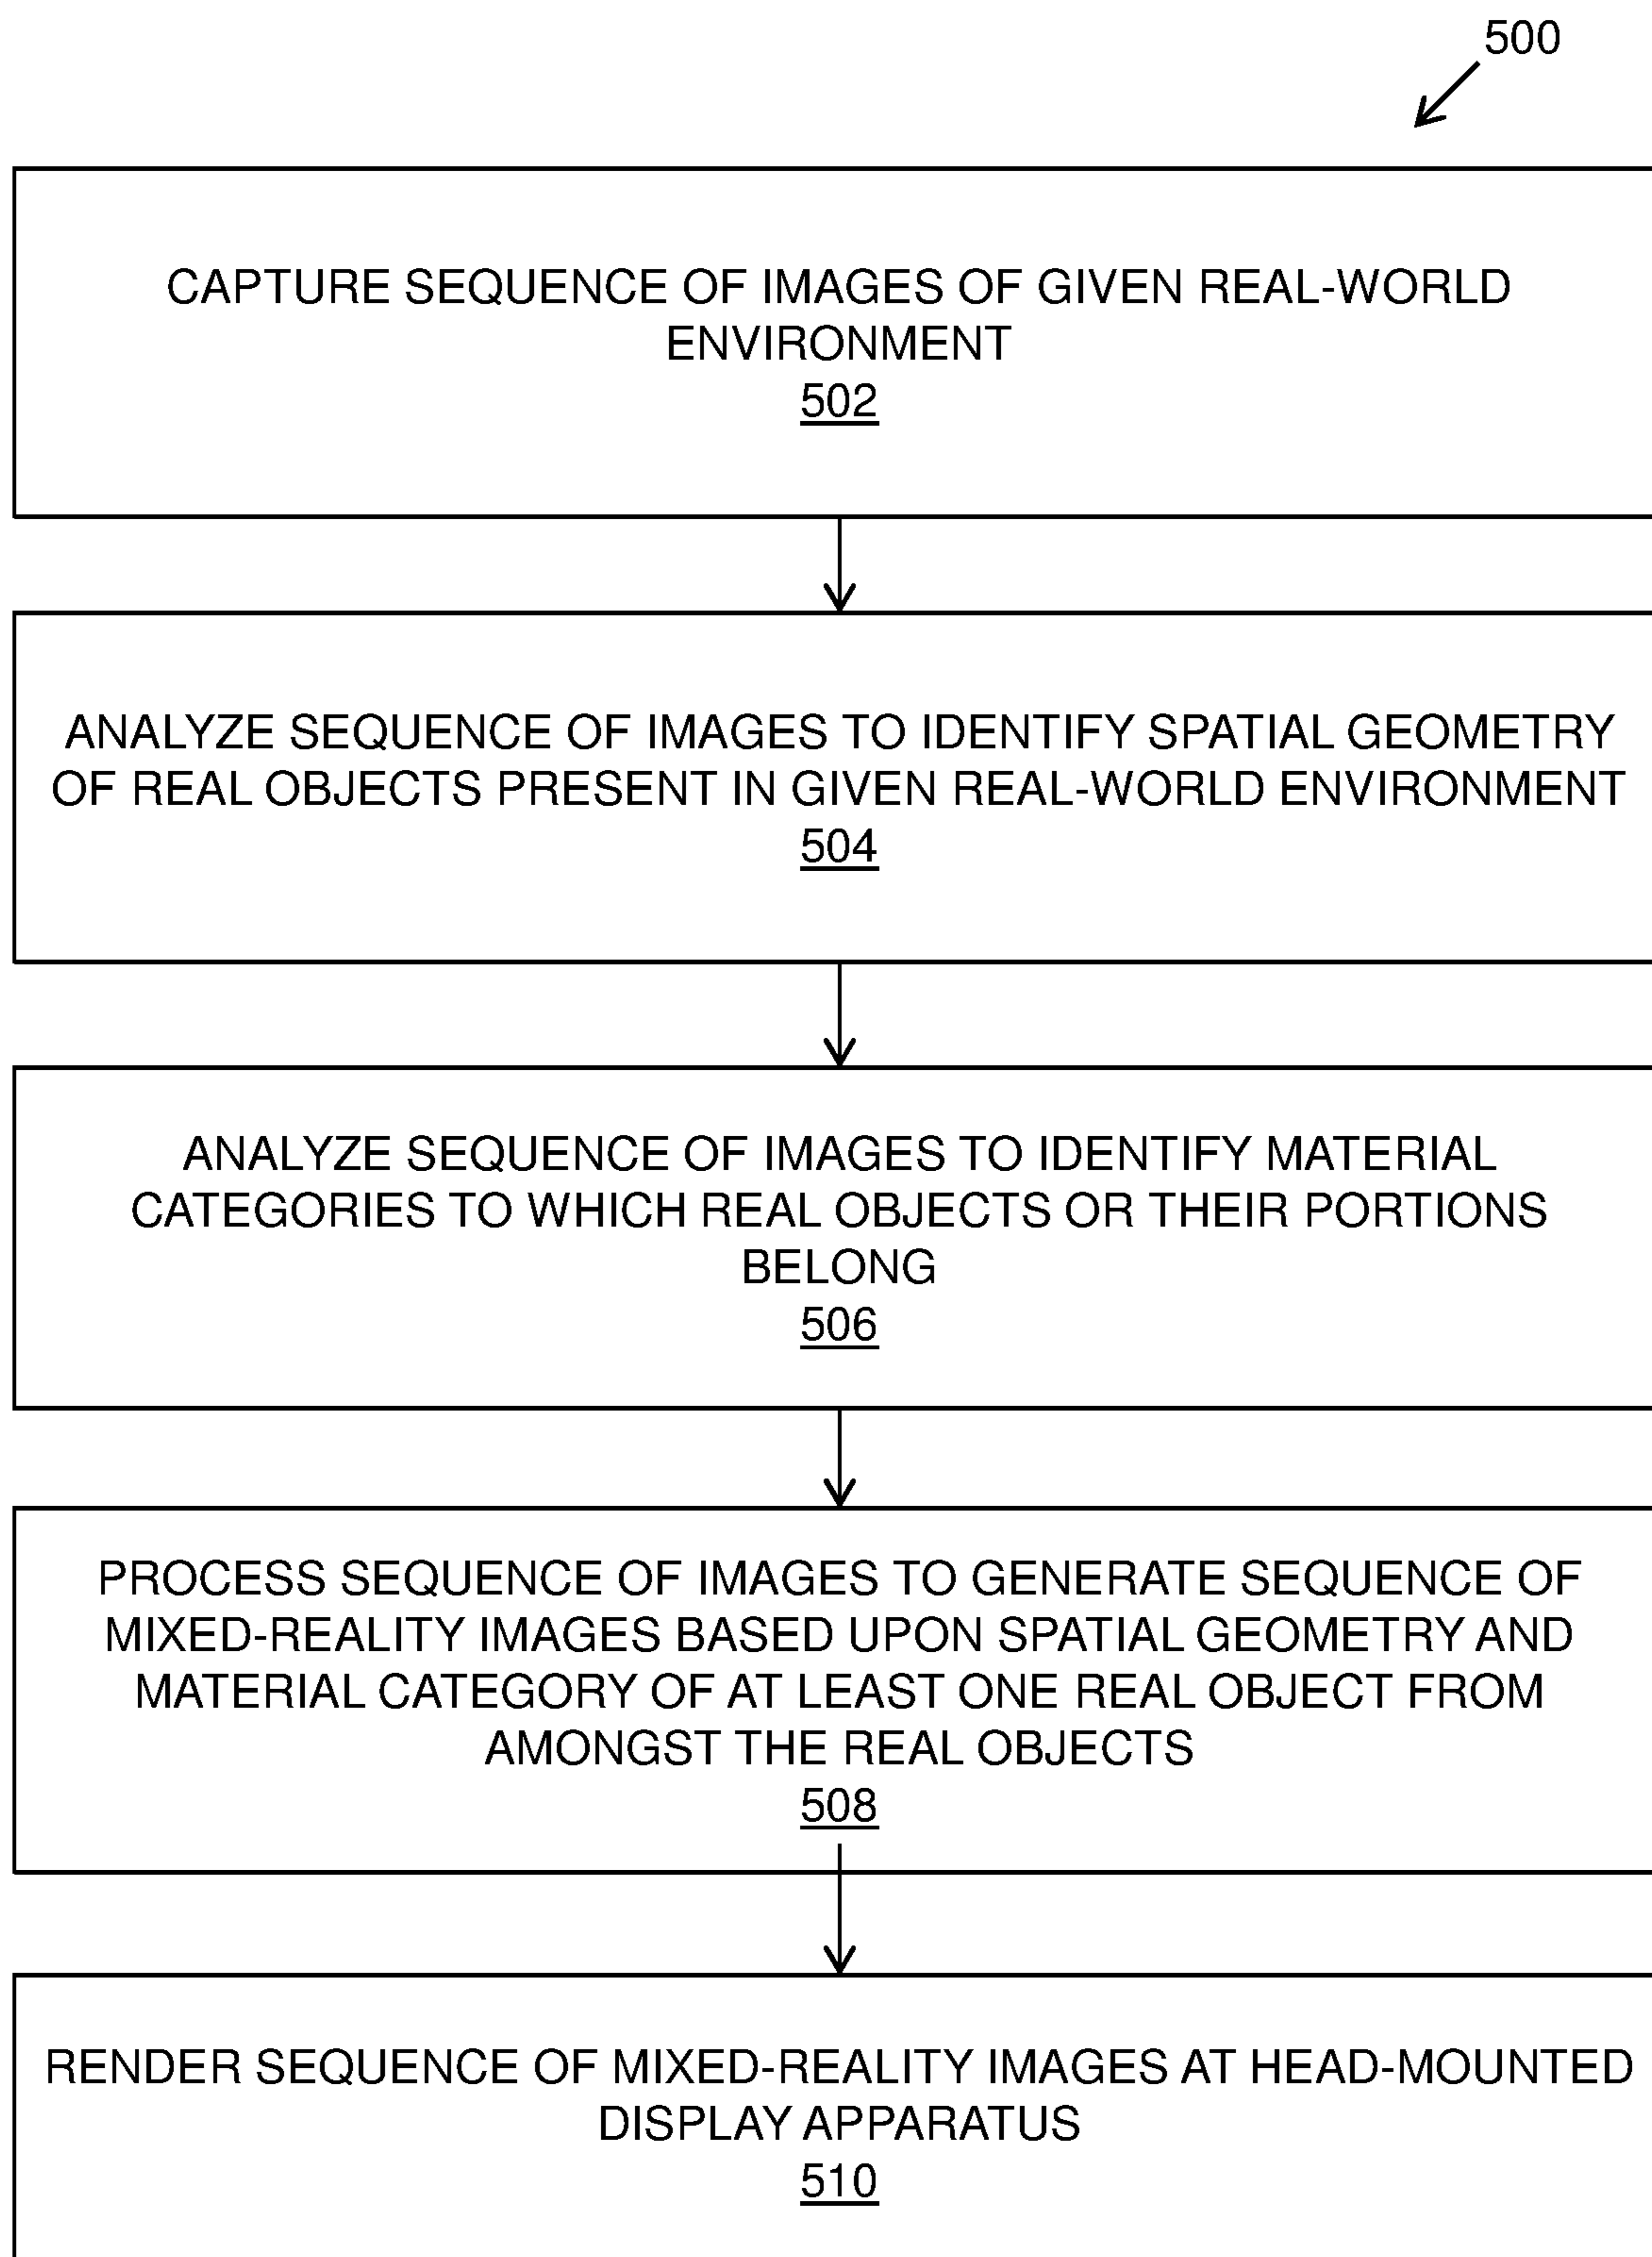 500
CAPTURE SEQUENCE OF IMAGES OF GIVEN REAL-WORLD
ENVIRONMENT
502
ANALYZE SEQUENCE OF IMAGES TO IDENTIFY SPATIAL GEOMETRY
OF REAL OBJECTS PRESENT IN GIVEN REAL-WORLD ENVIRONMENT
504
ANALYZE SEQUENCE OF IMAGES TO IDENTIFY MATERIAL
CATEGORIES TO WHICH REAL OBJECTS OR THEIR PORTIONS
BELONG
506
PROCESS SEQUENCE OF IMAGES TO GENERATE SEQUENCE OF
MIXED-REALITY IMAGES BASED UPON SPATIAL GEOMETRY AND
MATERIAL CATEGORY OF AT LEAST ONE REAL OBJECT FROM
AMONGST THE REAL OBJECTS
508
RENDER SEQUENCE OF MIXED-REALITY IMAGES AT HEAD-MOUNTED
DISPLAY APPARATUS
510